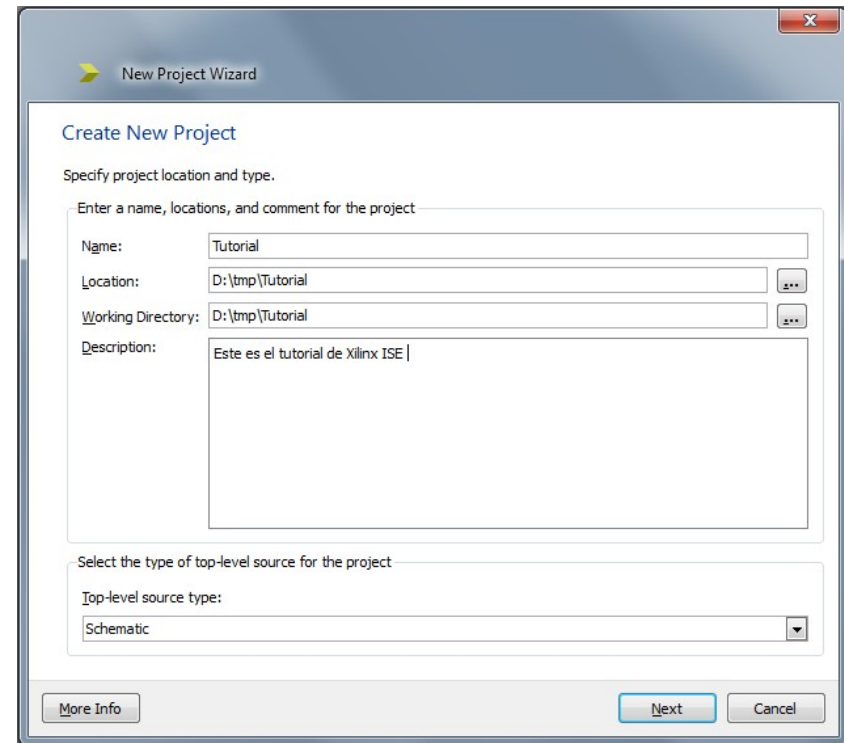 New Project Wizard
Create New Project
Specify project location and type.
Enter a name, locations, and comment for the project
Name: Tutorial
Location: D:\tmp\Tutorial ...
Working Directory: D:\tmp\Tutorial ...
Description: Este es el tutorial de Xilinx ISE
Select the type of top-level source for the project
Top-level source type:
Schematic
More Info Next Cancel